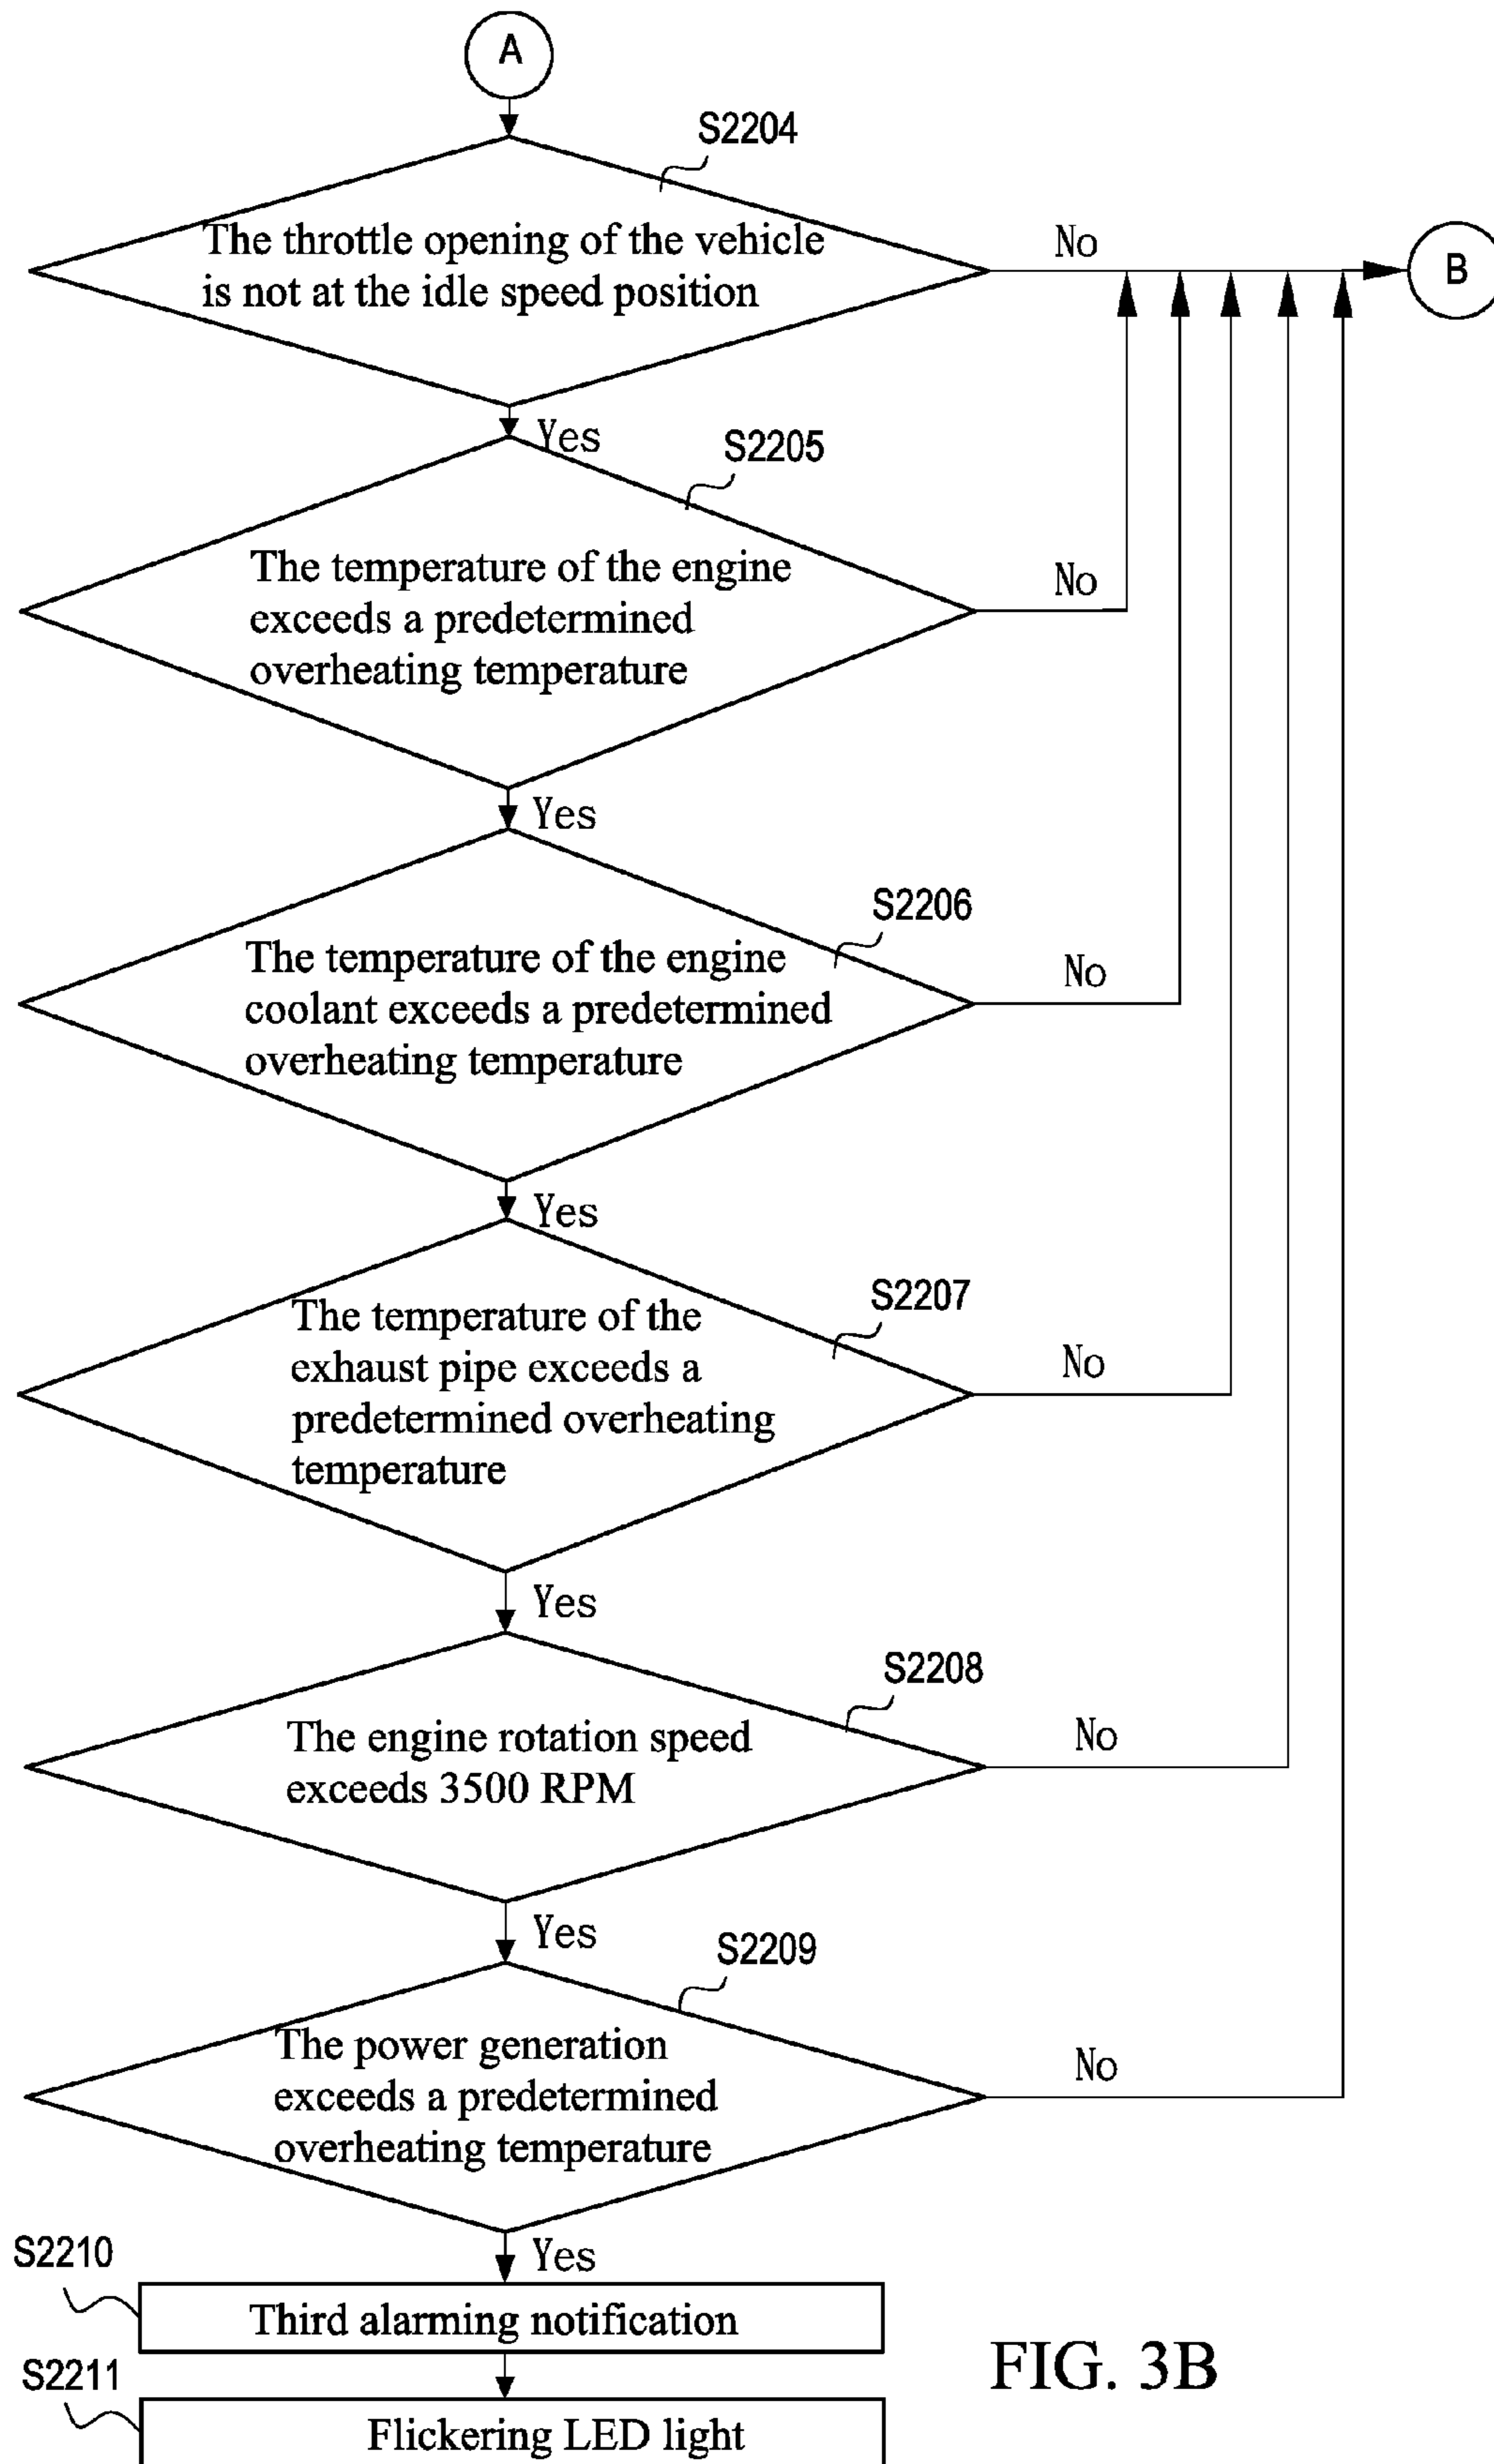 A
S2204
The throttle opening of the vehicle
is not at the idle speed position
No
B
Yes
S2205
The temperature of the engine
exceeds a predetermined
overheating temperature
No
Yes
S2206
The temperature of the engine
coolant exceeds a predetermined
overheating temperature
No
Yes
S2207
The temperature of the
exhaust pipe exceeds a
predetermined overheating
temperature
No
Yes
S2208
The engine rotation speed
exceeds 3500 RPM
No
Yes
S2209
The power generation
exceeds a predetermined
overheating temperature
No
Yes
S2210
Third alarming notification
S2211
Flickering LED light
FIG. 3B